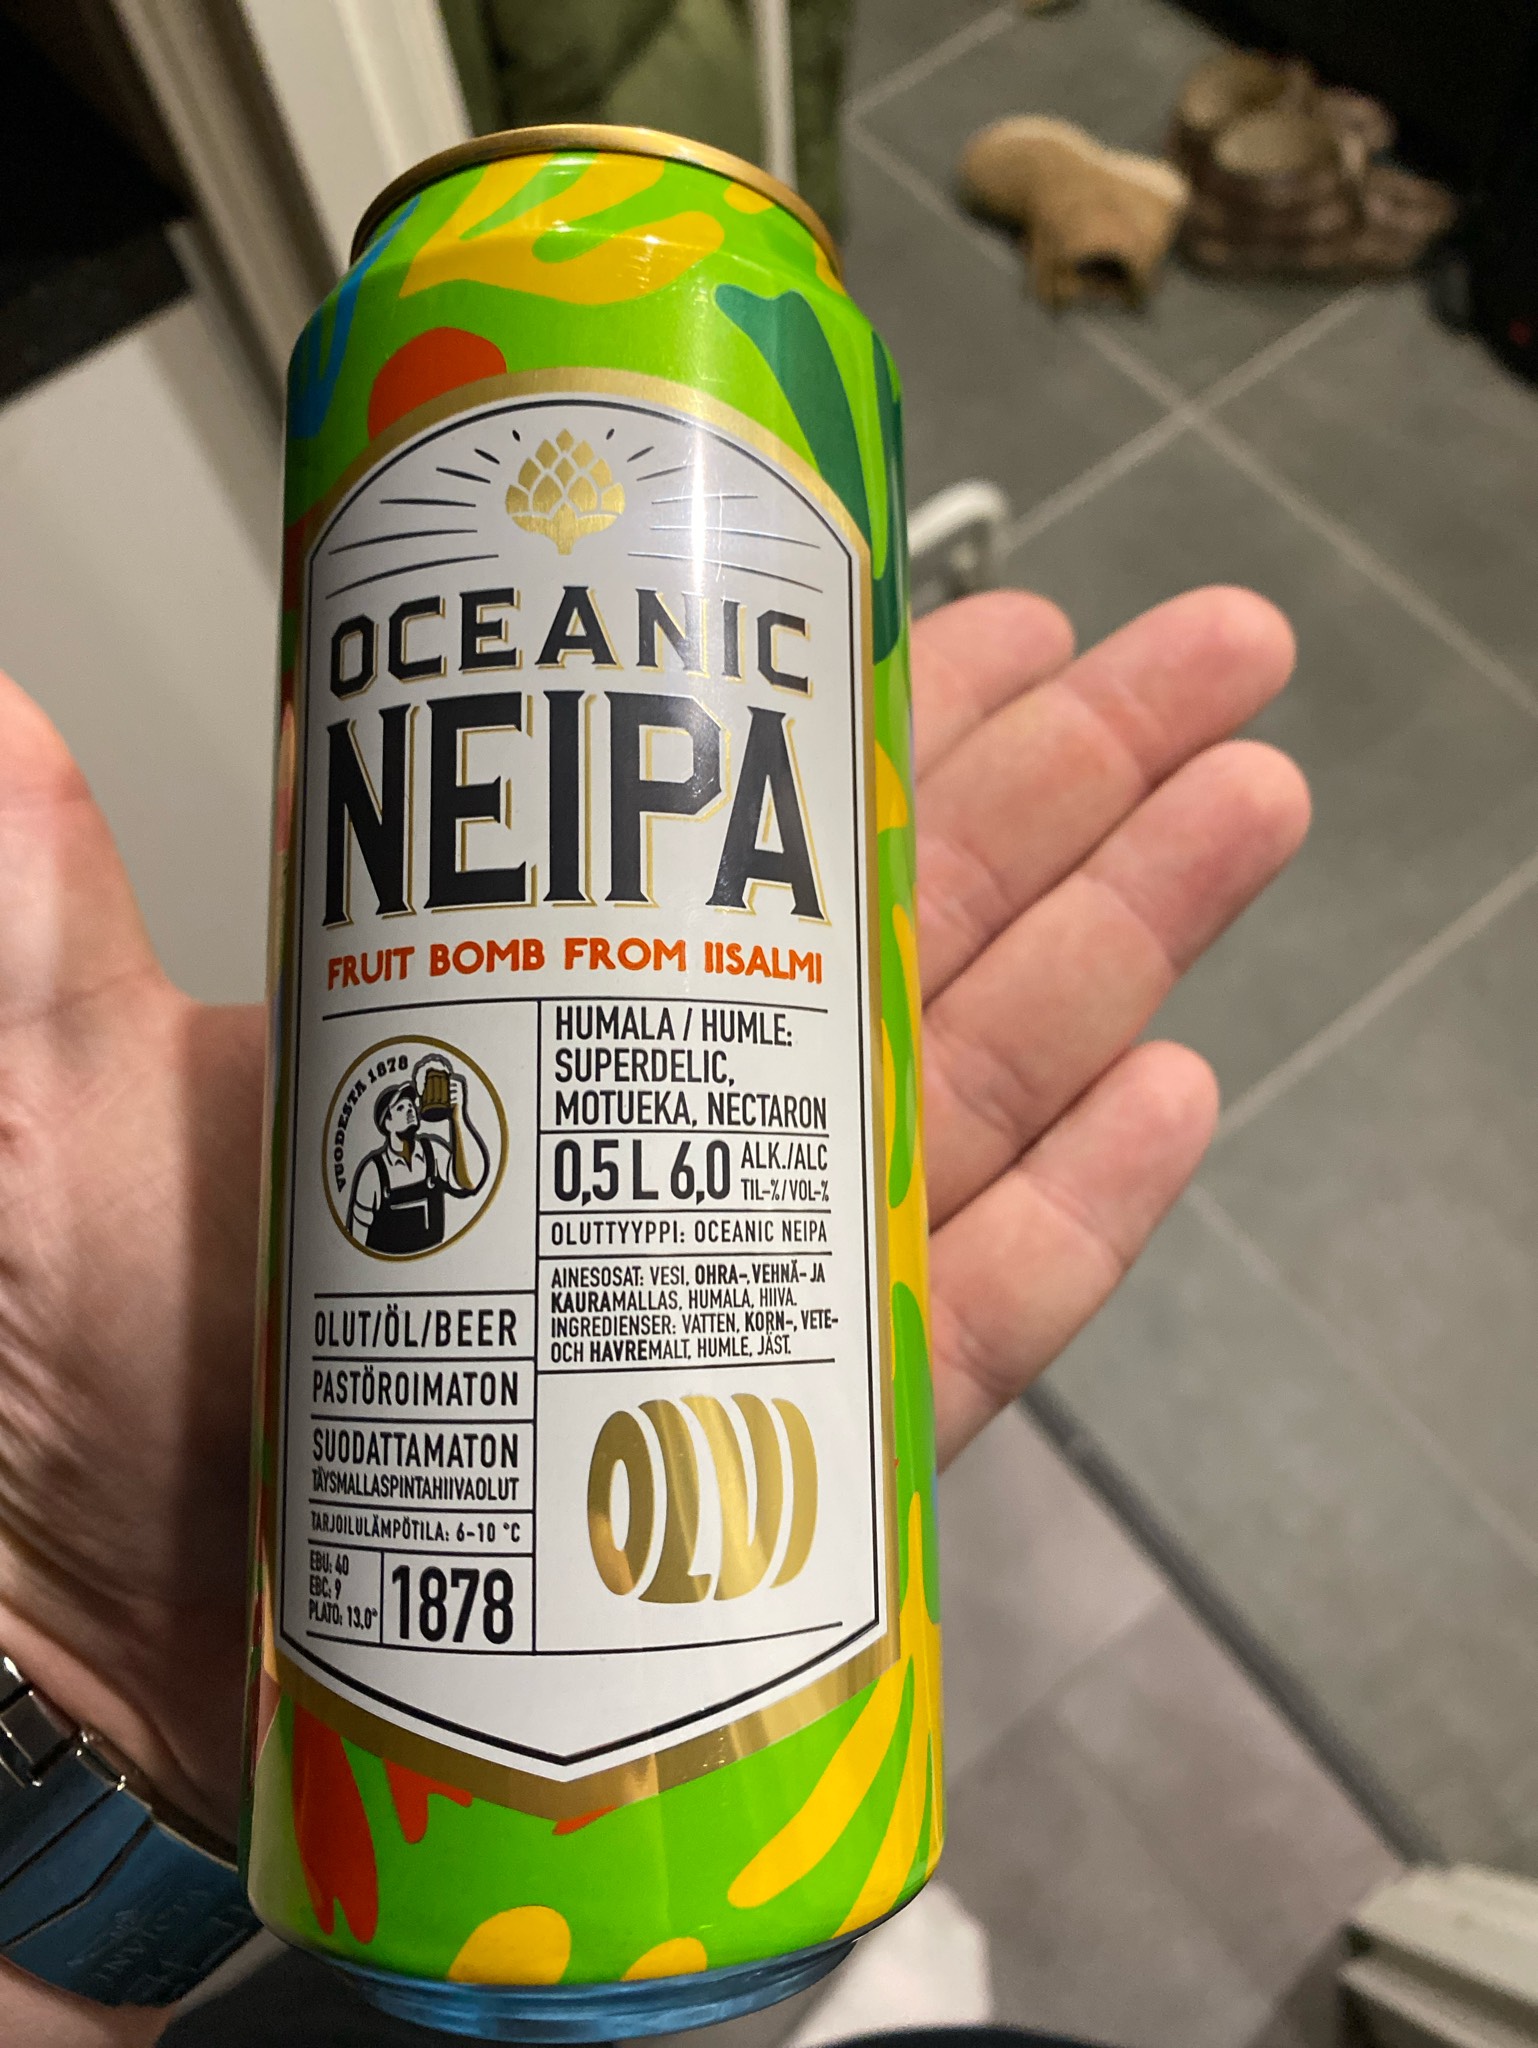 OCEANIC
NEIPA
FRUIT BOMB FROM IISALMI
VUODESTA 1878
OLUT/ÖL/BEER
PASTÖROIMATON
SUODATTAMATON
TÄYSMALLASPINTAHIIVAOLUT
TARJOILULÄMPÖTILA: 6-10 °C
EBU: 40
EBC: 9
PLATO: 13,0°
1878
HUMALA / HUMLE:
SUPERDELIC,
MOTUEKA, NECTARON
0,5 L 6,0 ALK./ALC
TIL-%/VOL-%
OLUTTYYPPI: OCEANIC NEIPA
AINESOSAT: VESI, OHRA-, VEHNÄ- JA
KAURAMALLAS, HUMALA, HIIVA.
INGREDIENSER: VATTEN, KORN-, VETE-
OCH HAVREMALT, HUMLE, JÄST.
OLVI